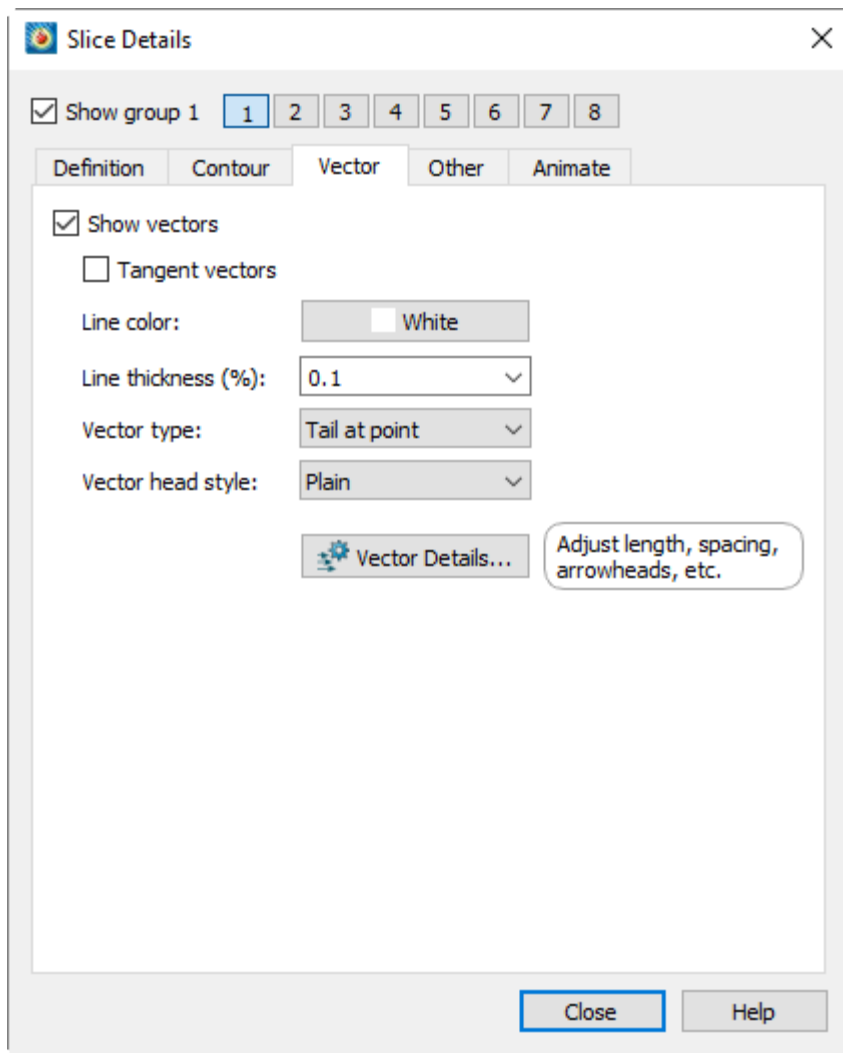 Slice Details
Show group 1 1 2 3 4 5 6 7 8
Definition Contour Vector Other Animate
Show vectors
Tangent vectors
Line color: White
Line thickness (%): 0.1
Vector type: Tail at point
Vector head style: Plain
Vector Details...
Adjust length, spacing,
arrowheads, etc.
Close Help